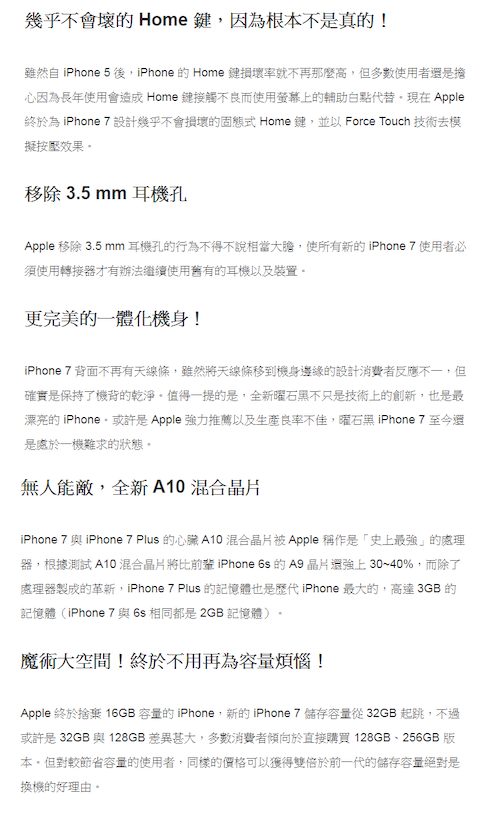 幾乎不會壞的 Home 鍵，因為根本不是真的！
雖然自 iPhone 5 後，iPhone 的 Home 鍵損壞率就不再那麼高，但多數使用者還是擔
心因為長年使用會造成 Home 鍵接觸不良而使用螢幕上的輔助白點代替。現在 Apple
終於為 iPhone 7 設計幾乎不會損壞的固態式 Home 鍵，並以 Force Touch 技術去模
擬按壓效果。
移除 3.5 mm 耳機孔
Apple 移除 3.5 mm 耳機孔的行為不得不說相當大膽，使所有新的 iPhone 7 使用者必
須使用轉接器才有辦法繼續使用舊有的耳機以及裝置。
更完美的一體化機身！
iPhone 7 背面不再有天線條，雖然將天線條移到機身邊緣的設計消費者反應不一，但
確實是保持了機背的乾淨。值得一提的是，全新曜石黑不只是技術上的創新，也是最
漂亮的 iPhone。或許是 Apple 強力推薦以及生產良率不佳，曜石黑 iPhone 7 至今還
是處於一機難求的狀態。
無人能敵，全新 A10 混合晶片
iPhone 7 與 iPhone 7 Plus 的心臟 A10 混合晶片被 Apple 稱作是「史上最強」的處理
器，根據測試 A10 混合晶片將比前輩 iPhone 6s 的 A9 晶片還強上 30~40%，而除了
處理器製成的革新，iPhone 7 Plus 的記憶體也是歷代 iPhone 最大的，高達 3GB 的
記憶體（iPhone 7 與 6s 相同都是 2GB 記憶體）。
魔術大空間！終於不用再為容量煩惱！
Apple 終於捨棄 16GB 容量的 iPhone，新的 iPhone 7 儲存容量從 32GB 起跳，不過
或許是 32GB 與 128GB 差異甚大，多數消費者傾向於直接購買 128GB、256GB 版
本。但對較節省容量的使用者，同樣的價格可以獲得雙倍於前一代的儲存容量絕對是
換機的好理由。